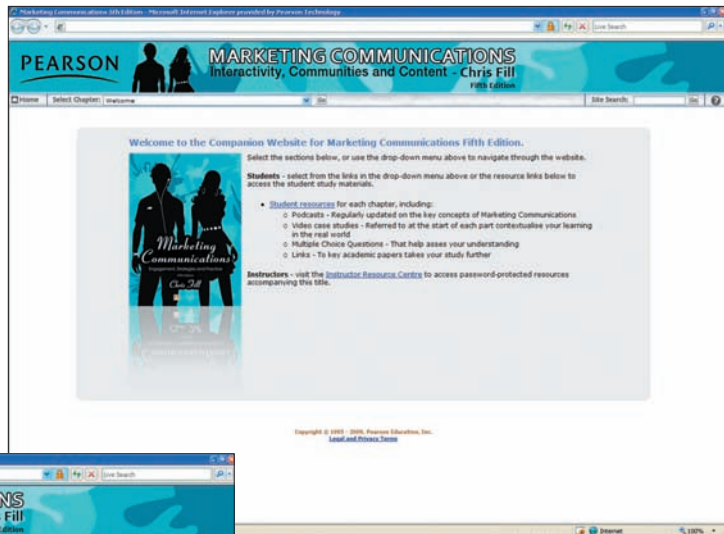 Marketing Communications 5th Edition - Microsoft Internet Explorer provided by Pearson Technology
Live Search
PEARSON
MARKETING COMMUNICATIONS
Interactivity, Communities and Content - Chris Fill
Fifth Edition
Home Select Chapter: Welcome Go Site Search: Go
Welcome to the Companion Website for Marketing Communications Fifth Edition.
Select the sections below, or use the drop-down menu above to navigate through the website.
Students - select from the links in the drop-down menu above or the resource links below to
access the student study materials.
Student resources for each chapter, including:
Podcasts - Regularly updated on the key concepts of Marketing Communications
Video case studies - Referred to at the start of each part contextualise your learning
in the real world
Multiple Choice Questions - That help asses your understanding
Links - To key academic papers takes your study further
Instructors - visit the Instructor Resource Centre to access password-protected resources
accompanying this title.
Marketing
Communications
Engagement, Strategies and Practice
Chris Fill
Copyright © 1995 - 2009, Pearson Education, Inc.
Legal and Privacy Terms
Live Search
NS
Fill
Edition
Internet 100%